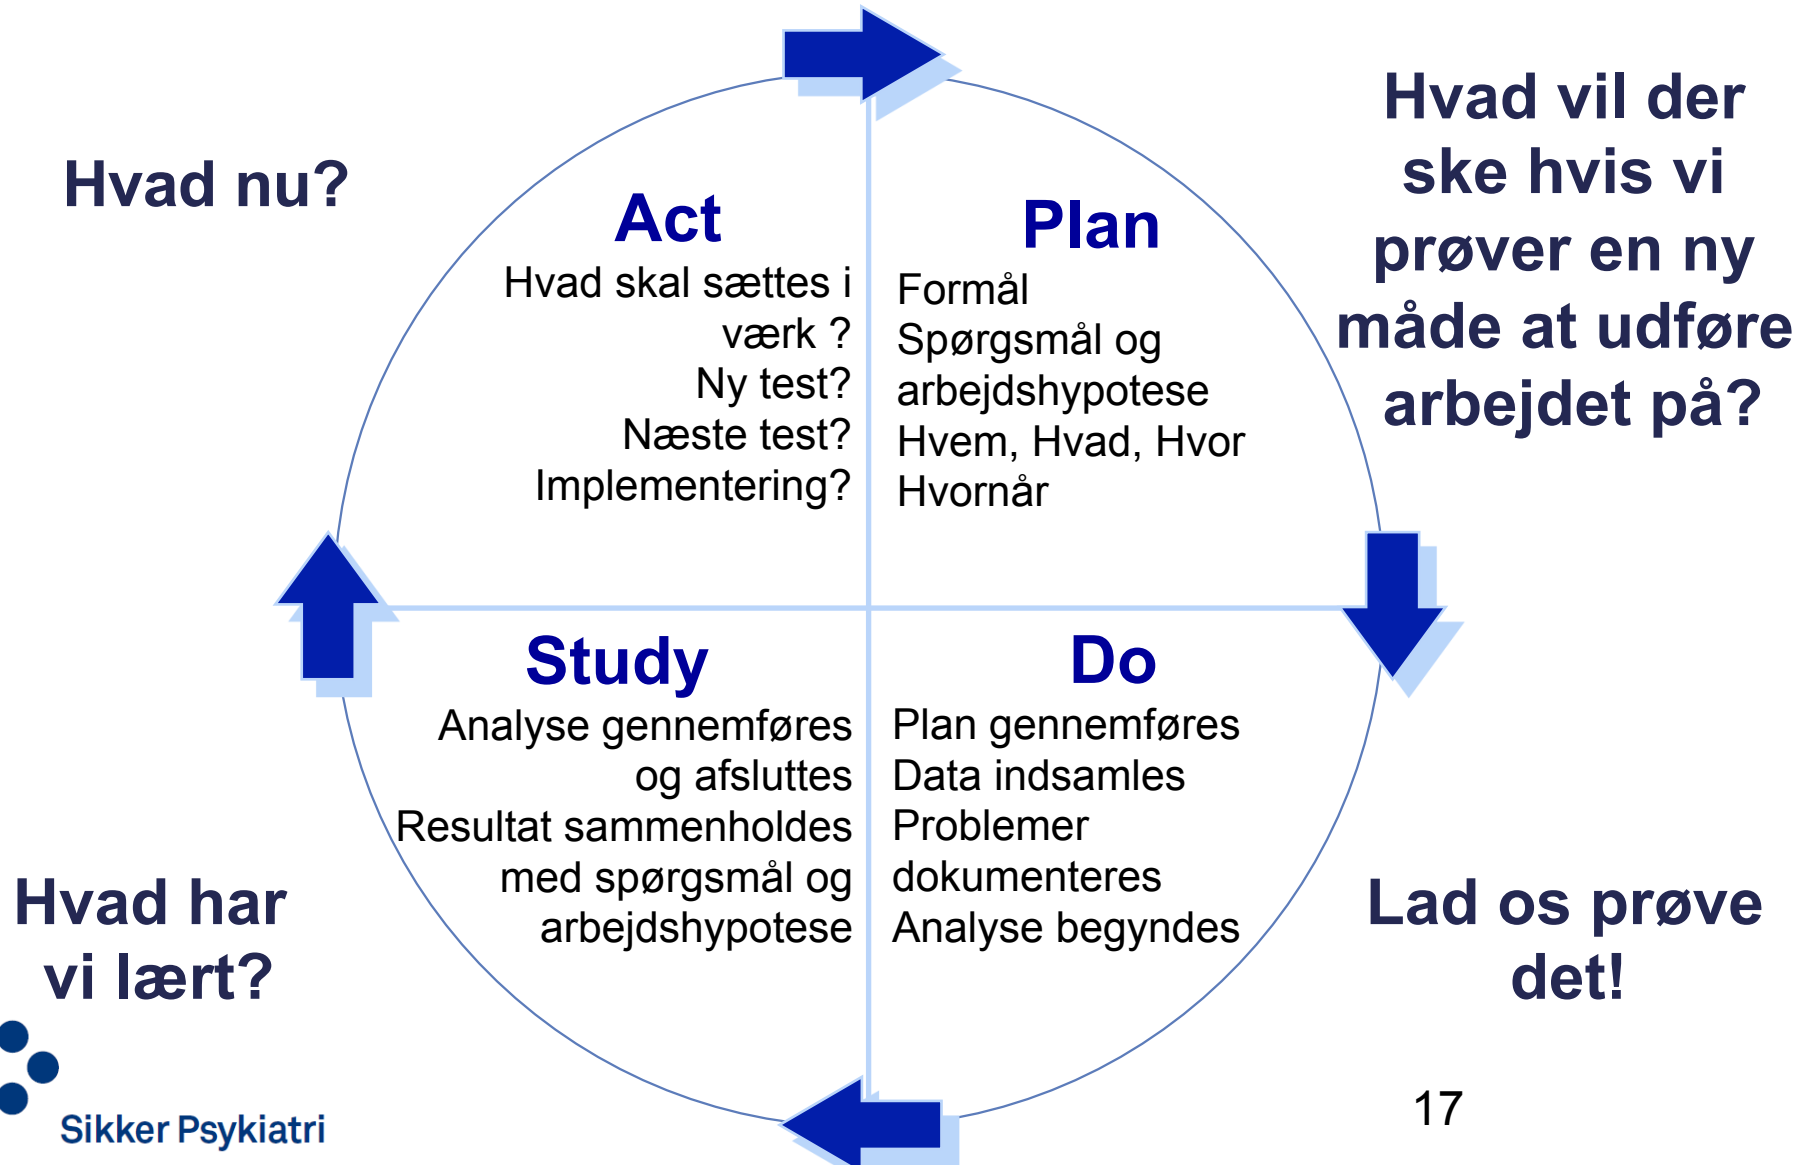 Hvad nu?
Act
Hvad skal sættes i
værk ?
Ny test?
Næste test?
Implementering?
Plan
Formål
Spørgsmål og
arbejdshypotese
Hvem, Hvad, Hvor
Hvornår
Hvad vil der
ske hvis vi
prøver en ny
måde at udføre
arbejdet på?
Study
Analyse gennemføres
og afsluttes
Resultat sammenholdes
med spørgsmål og
arbejdshypotese
Do
Plan gennemføres
Data indsamles
Problemer
dokumenteres
Analyse begyndes
Hvad har
vi lært?
Lad os prøve
det!
Sikker Psykiatri
17